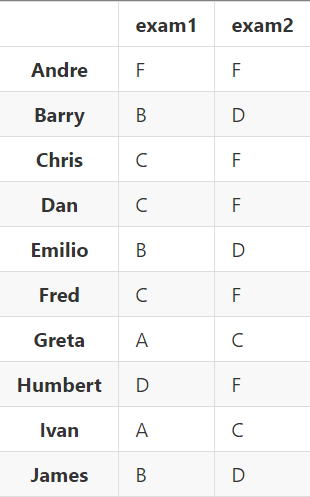 exam1 exam2
Andre F F
Barry B D
Chris C F
Dan C F
Emilio B D
Fred C F
Greta A C
Humbert D F
Ivan A C
James B D